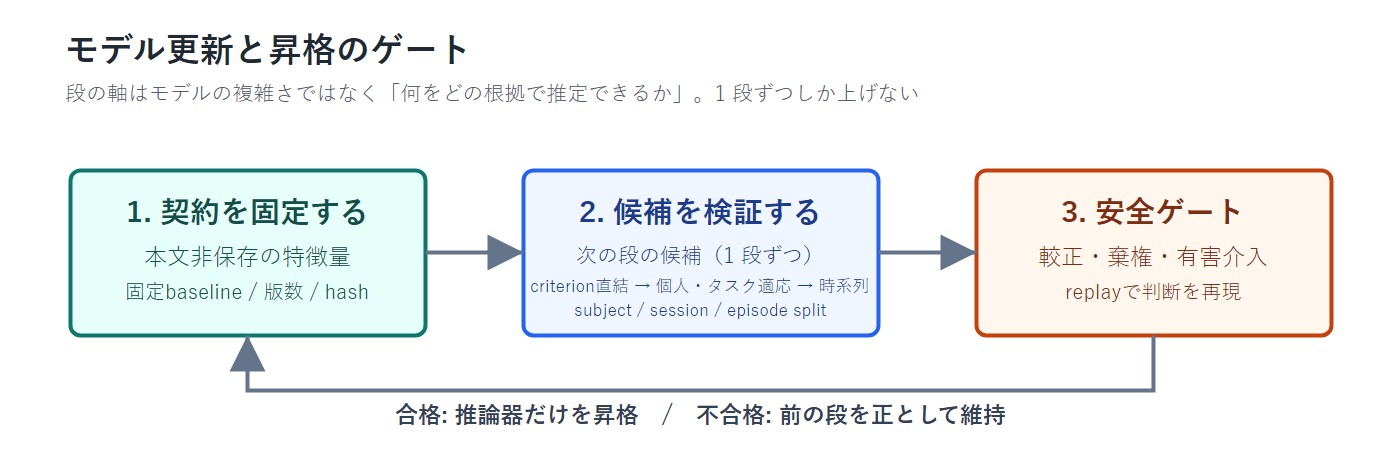 モデル更新と昇格のゲート
段の軸はモデルの複雑さではなく「何をどの根拠で推定できるか」。1 段ずつしか上げない
1. 契約を固定する
本文非保存の特徴量
固定baseline / 版数 / hash
2. 候補を検証する
次の段の候補（1 段ずつ）
criterion直結 → 個人・タスク適応 → 時系列
subject / session / episode split
3. 安全ゲート
較正・棄権・有害介入
replayで判断を再現
合格: 推論器だけを昇格 / 不合格: 前の段を正として維持